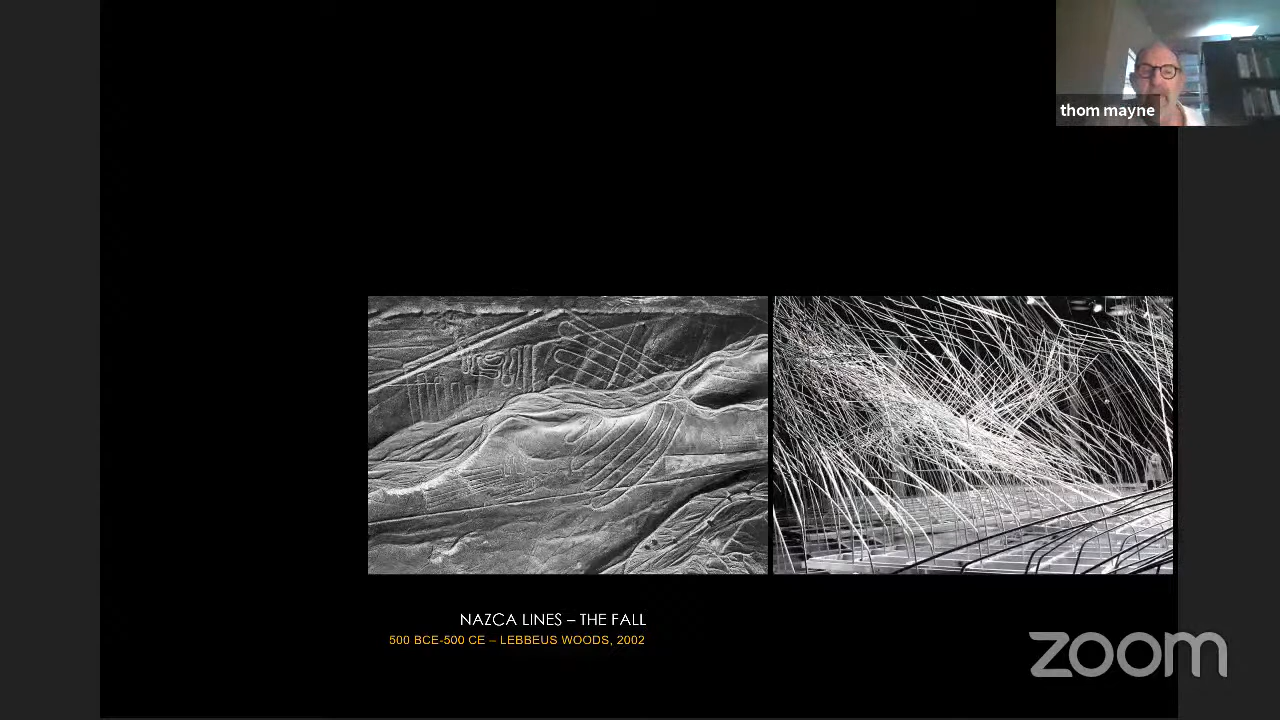 thom mayne
NAZCA LINES – THE FALL
500 BCE-500 CE – LEBBEUS WOODS, 2002
zoom